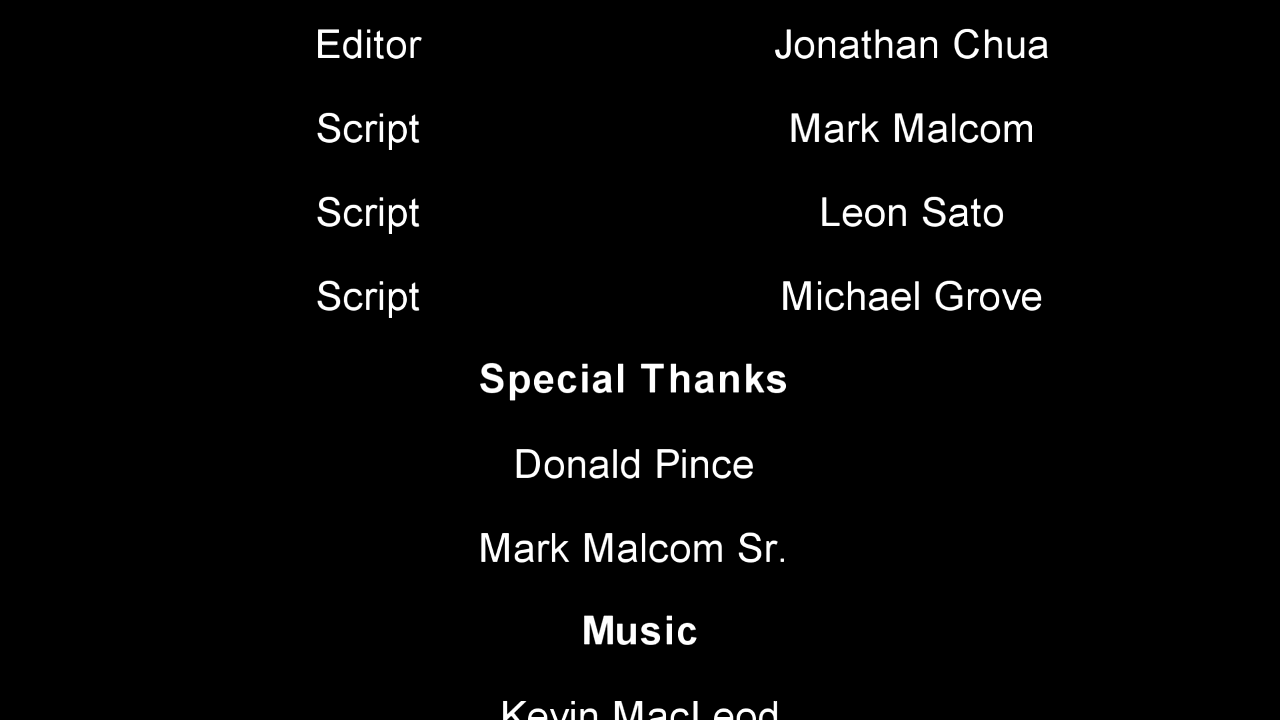 Editor Jonathan Chua
Script Mark Malcom
Script Leon Sato
Script Michael Grove
Special Thanks
Donald Pince
Mark Malcom Sr.
Music
Kevin MacLeod